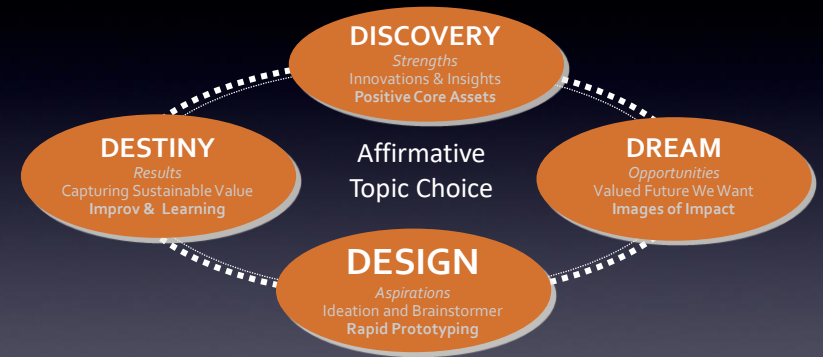 DISCOVERY
Strengths
Innovations & Insights
Positive Core Assets
DESTINY
Results
Capturing Sustainable Value
Improv & Learning
Affirmative
Topic Choice
DREAM
Opportunities
Valued Future We Want
Images of Impact
DESIGN
Aspirations
Ideation and Brainstormer
Rapid Prototyping